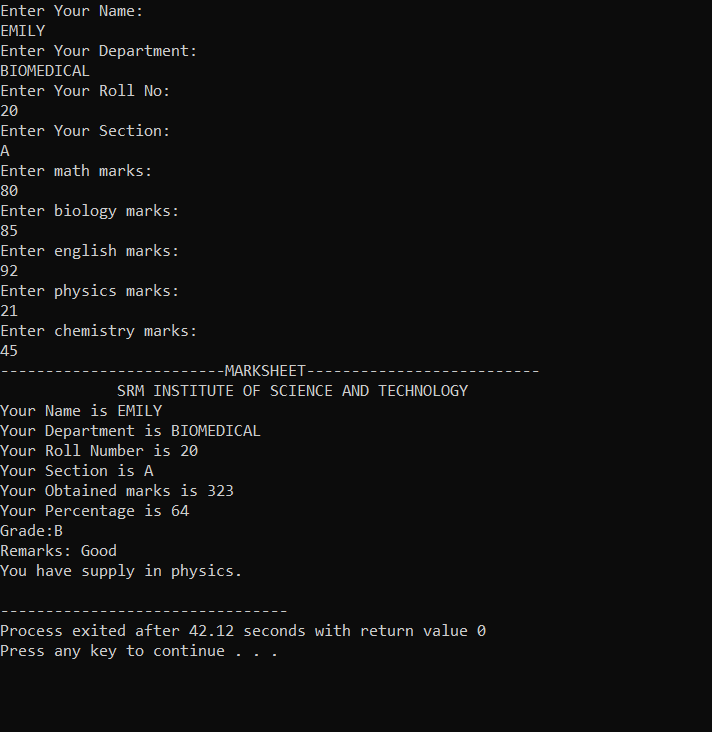 Enter Your Name:
EMILY
Enter Your Department:
BIOMEDICAL
Enter Your Roll No:
20
Enter Your Section:
A
Enter math marks:
80
Enter biology marks:
85
Enter english marks:
92
Enter physics marks:
21
Enter chemistry marks:
45
-------------------------MARKSHEET--------------------------
SRM INSTITUTE OF SCIENCE AND TECHNOLOGY
Your Name is EMILY
Your Department is BIOMEDICAL
Your Roll Number is 20
Your Section is A
Your Obtained marks is 323
Your Percentage is 64
Grade:B
Remarks: Good
You have supply in physics.
--------------------------------
Process exited after 42.12 seconds with return value 0
Press any key to continue . . .